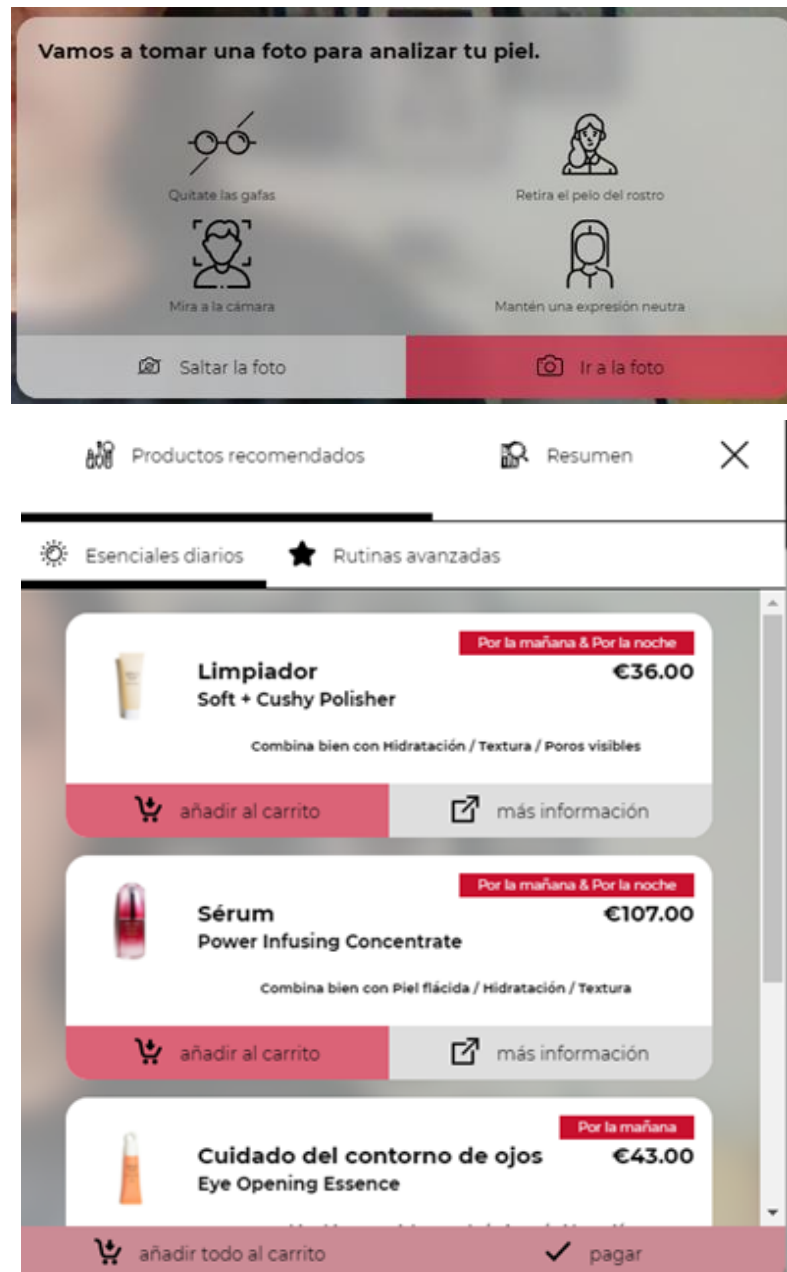 Vamos a tomar una foto para analizar tu piel.
Quítate las gafas
Retira el pelo del rostro
Mira a la cámara
Mantén una expresión neutra
Saltar la foto
Ir a la foto
Productos recomendados
Resumen
Esenciales diarios
Rutinas avanzadas
Por la mañana & Por la noche
Limpiador
€36.00
Soft + Cushy Polisher
Combina bien con Hidratación / Textura / Poros visibles
añadir al carrito
más información
Por la mañana & Por la noche
Sérum
€107.00
Power Infusing Concentrate
Combina bien con Piel flácida / Hidratación / Textura
añadir al carrito
más información
Por la mañana
Cuidado del contorno de ojos
€43.00
Eye Opening Essence
añadir todo al carrito
pagar